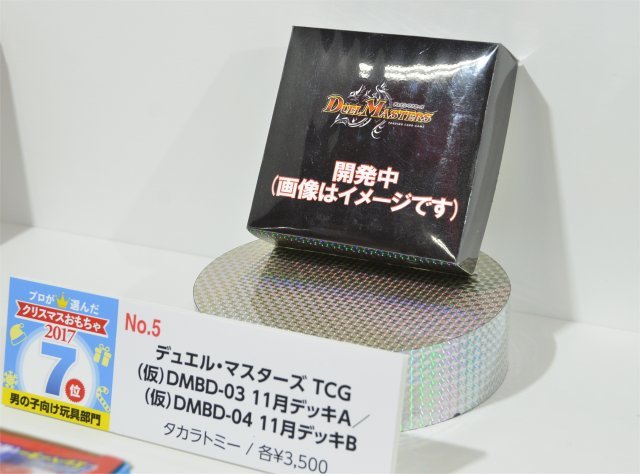 DUEL MASTERS
TRADING CARD GAME
開発中
(画像はイメージです)
プロが選んだ
クリスマスおもちゃ
2017
7位
男の子向け玩具部門
No.5
デュエル・マスターズ TCG
(仮)DMBD-03 11月デッキA／
(仮)DMBD-04 11月デッキB
タカラトミー / 各¥3,500